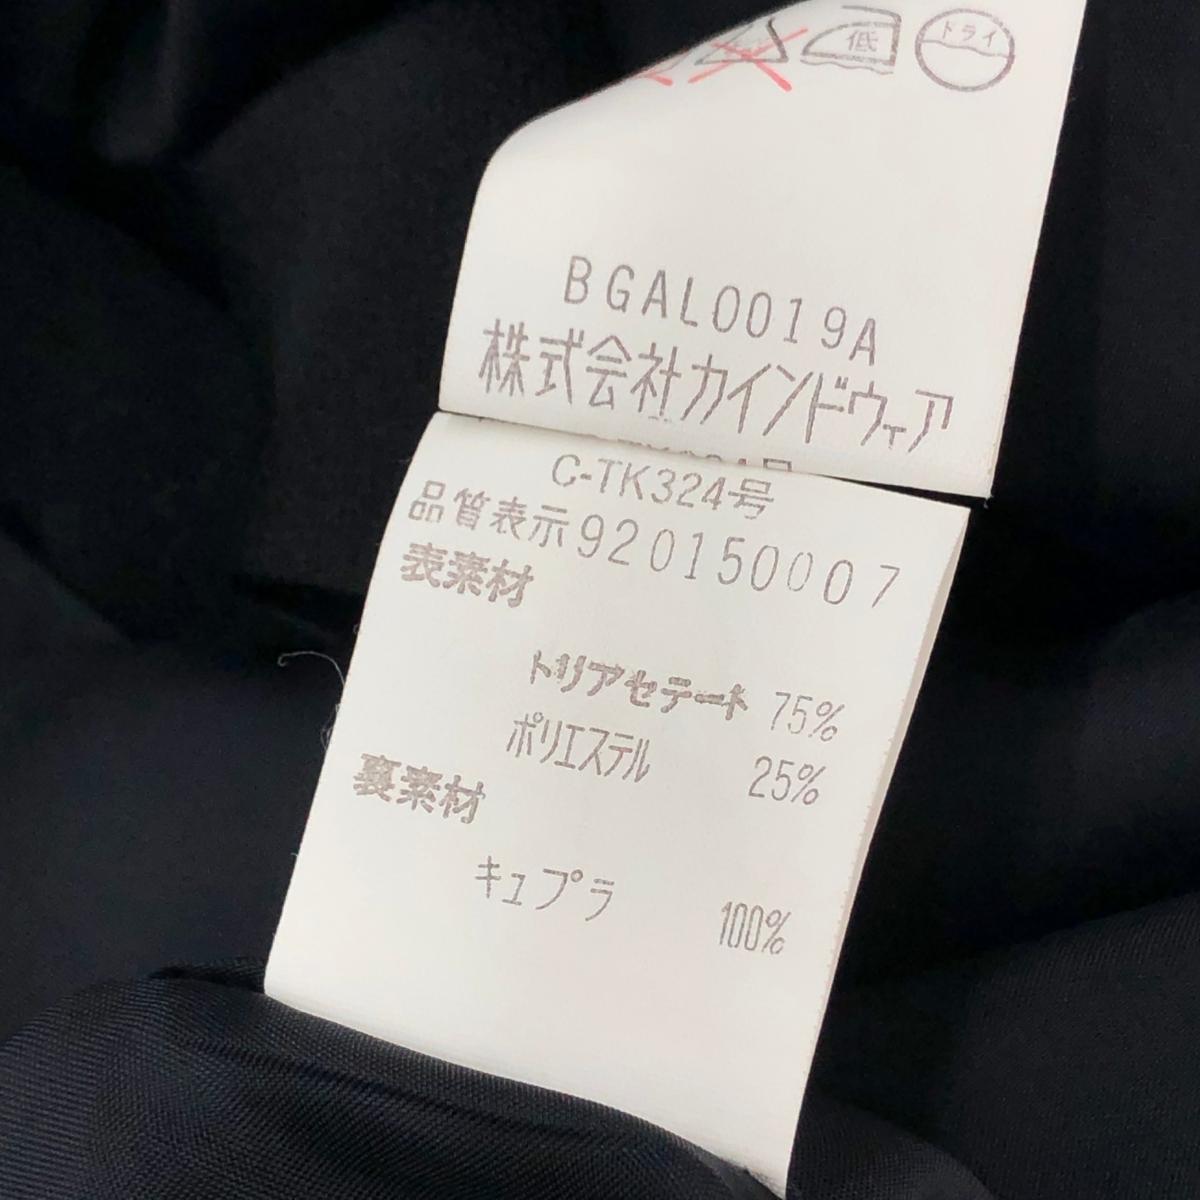 低 ドライ
BGAL0019A
株式会社カインドウェア
C-TK324号
品質表示920150007
表素材
トリアセテート 75%
ポリエステル 25%
裏素材
キュプラ 100%